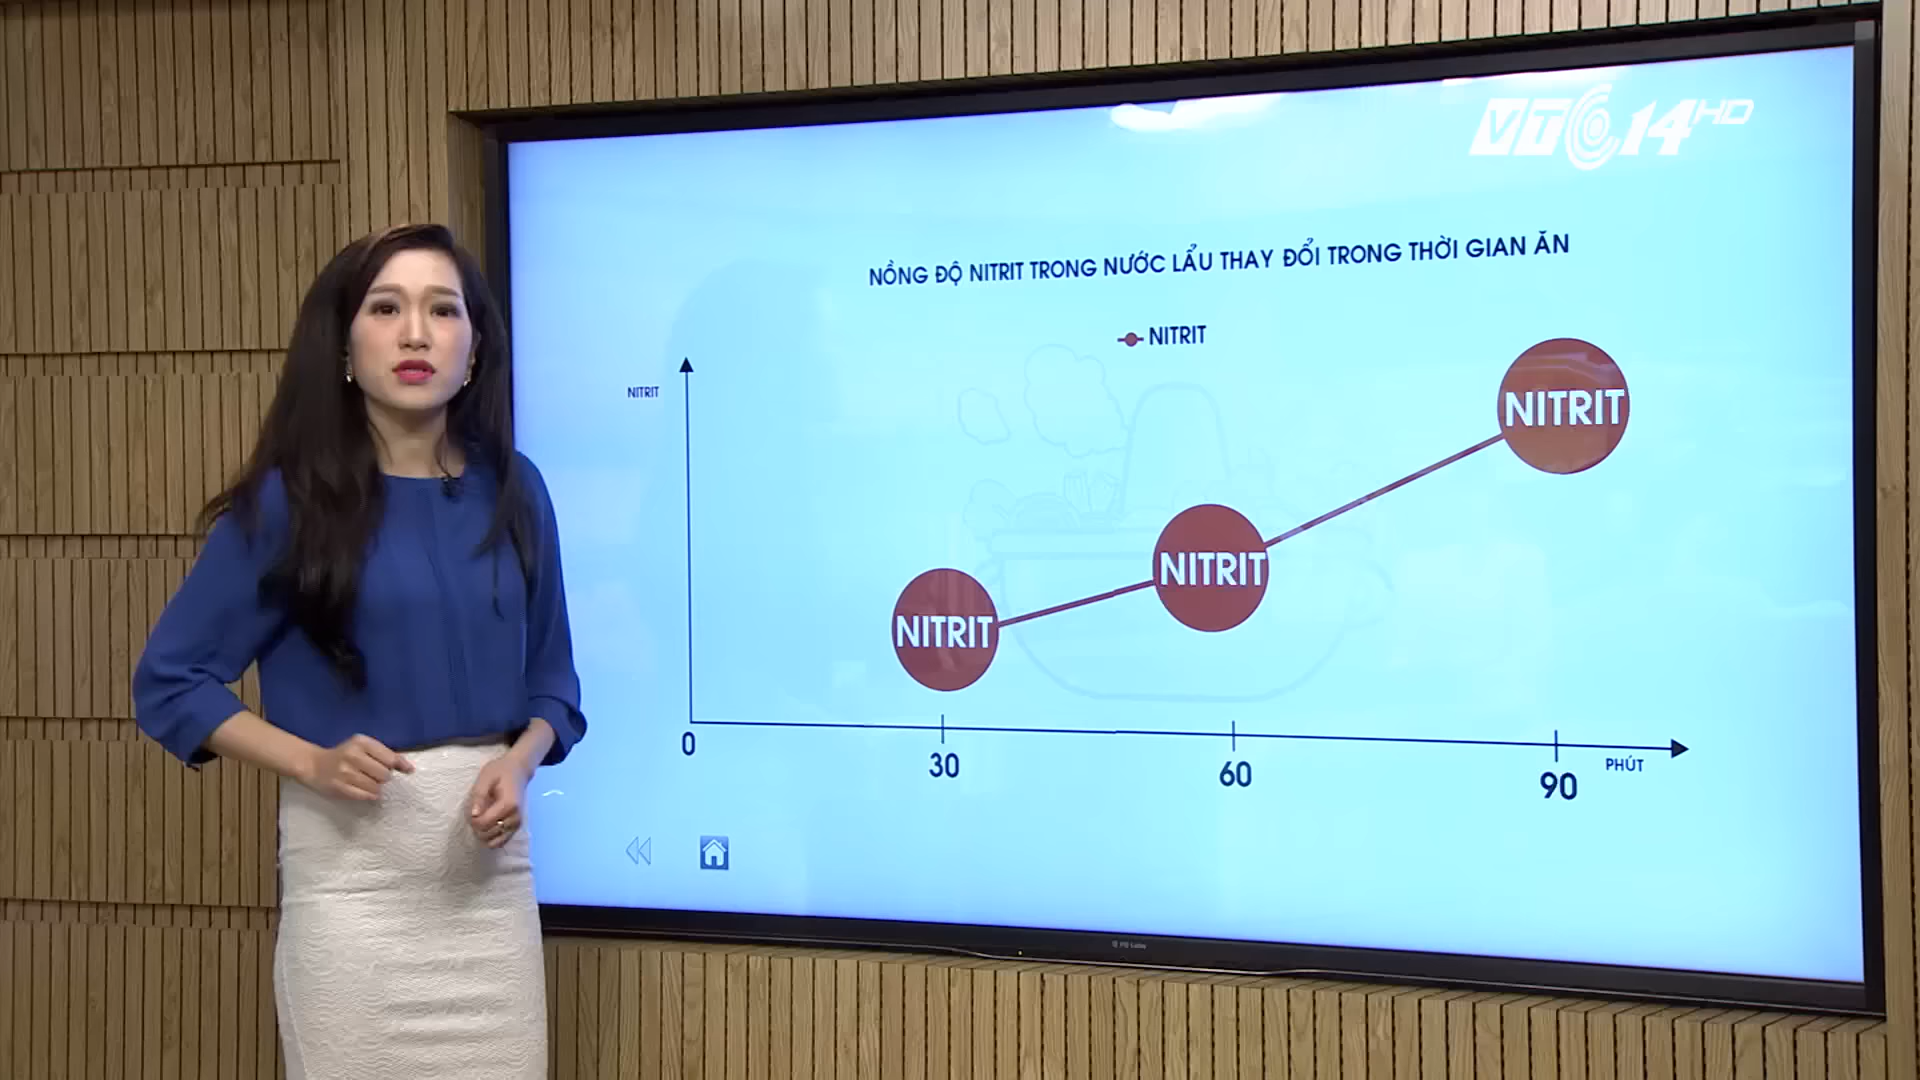 VTC14 HD
NỒNG ĐỘ NITRIT TRONG NƯỚC LẨU THAY ĐỔI TRONG THỜI GIAN ĂN
NITRIT
NITRIT
NITRIT
NITRIT
NITRIT
0
30
60
90
PHÚT